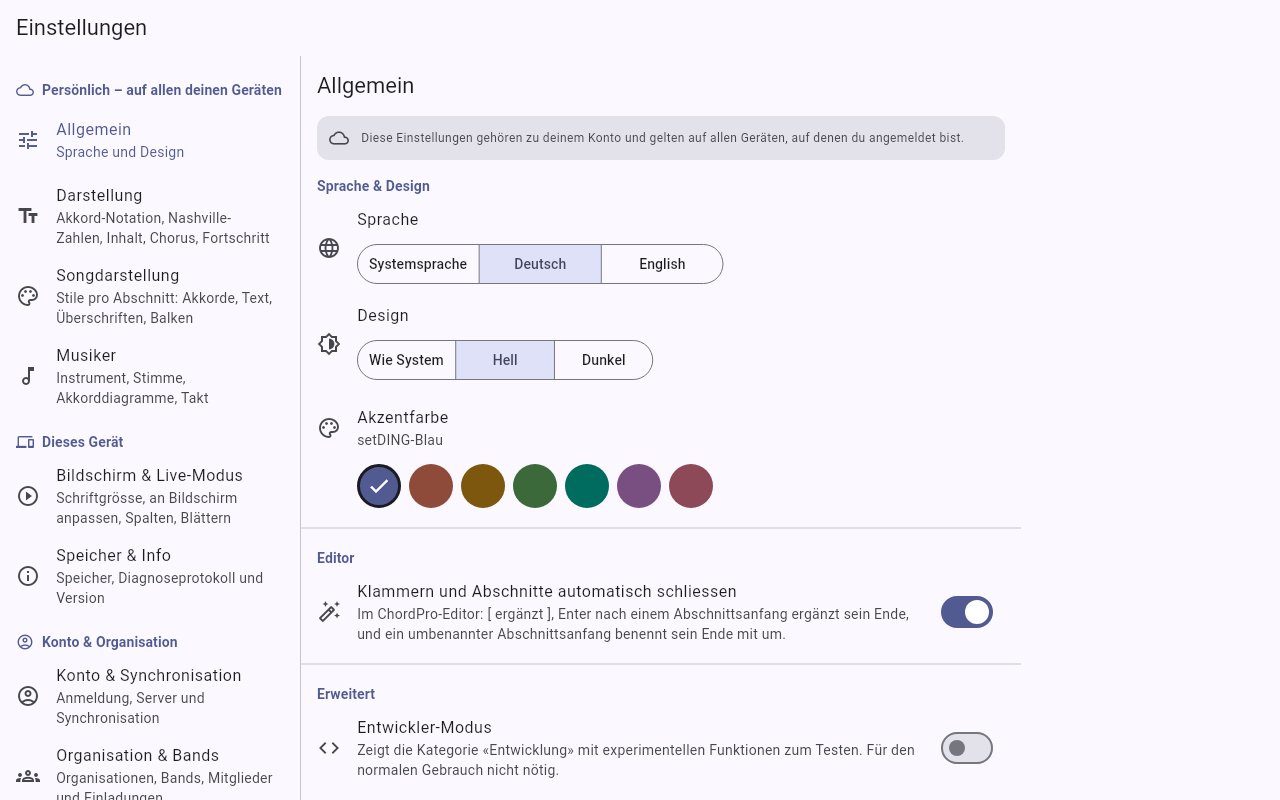 Einstellungen
Persönlich – auf allen deinen Geräten
Allgemein
Sprache und Design
Darstellung
Akkord-Notation, Nashville-
Zahlen, Inhalt, Chorus, Fortschritt
Songdarstellung
Stile pro Abschnitt: Akkorde, Text,
Überschriften, Balken
Musiker
Instrument, Stimme,
Akkorddiagramme, Takt
Dieses Gerät
Bildschirm & Live-Modus
Schriftgrösse, an Bildschirm
anpassen, Spalten, Blättern
Speicher & Info
Speicher, Diagnoseprotokoll und
Version
Konto & Organisation
Konto & Synchronisation
Anmeldung, Server und
Synchronisation
Organisation & Bands
Organisationen, Bands, Mitglieder
und Einladungen
Allgemein
Diese Einstellungen gehören zu deinem Konto und gelten auf allen Geräten, auf denen du angemeldet bist.
Sprache & Design
Sprache
Systemsprache Deutsch English
Design
Wie System Hell Dunkel
Akzentfarbe
setDING-Blau
Editor
Klammern und Abschnitte automatisch schliessen
Im ChordPro-Editor: [ ergänzt ], Enter nach einem Abschnittsanfang ergänzt sein Ende,
und ein umbenannter Abschnittsanfang benennt sein Ende mit um.
Erweitert
Entwickler-Modus
Zeigt die Kategorie «Entwicklung» mit experimentellen Funktionen zum Testen. Für den
normalen Gebrauch nicht nötig.